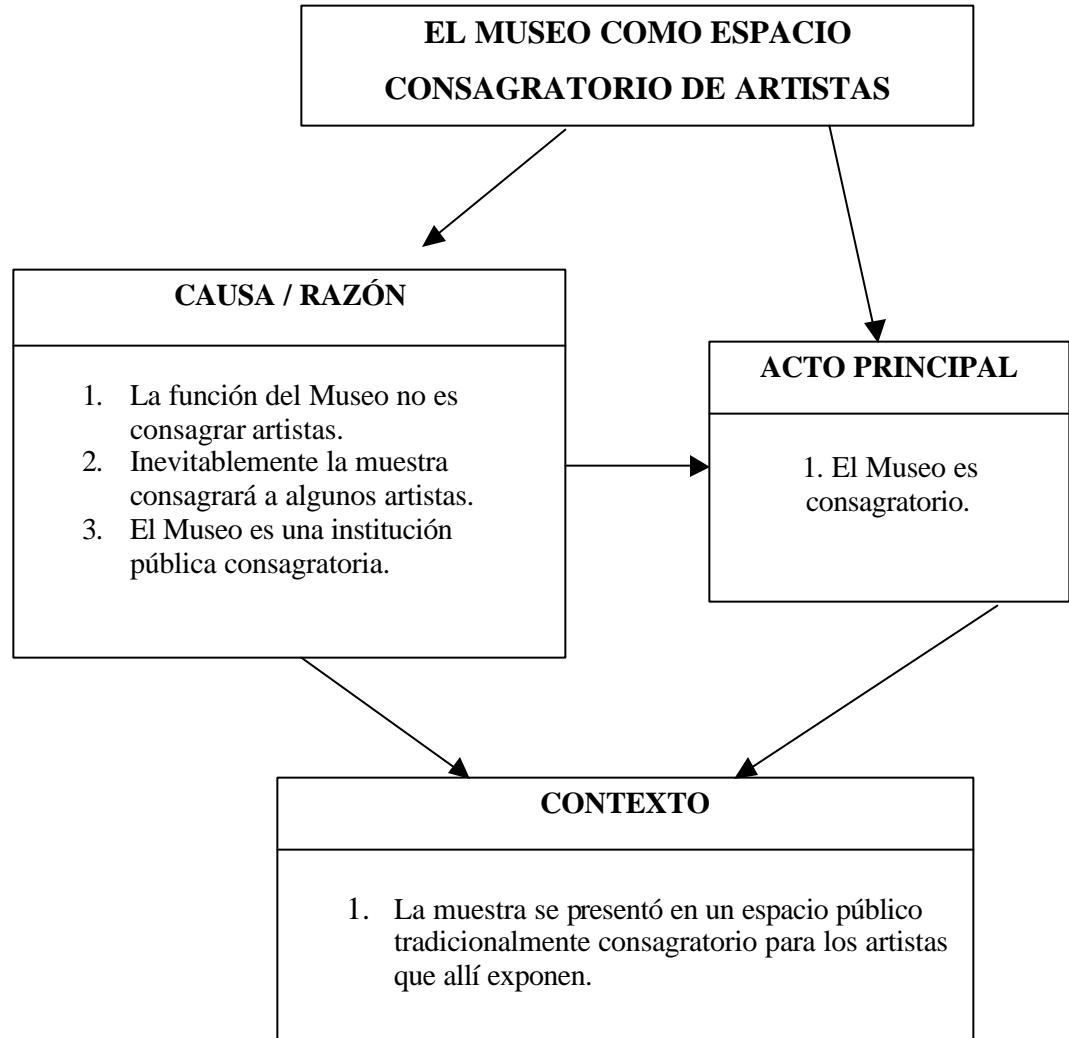 EL MUSEO COMO ESPACIO
CONSAGRATORIO DE ARTISTAS
CAUSA / RAZÓN
1. La función del Museo no es
consagrar artistas.
2. Inevitablemente la muestra
consagrará a algunos artistas.
3. El Museo es una institución
pública consagratoria.
ACTO PRINCIPAL
1. El Museo es
consagratorio.
CONTEXTO
1. La muestra se presentó en un espacio público
tradicionalmente consagratorio para los artistas
que allí exponen.